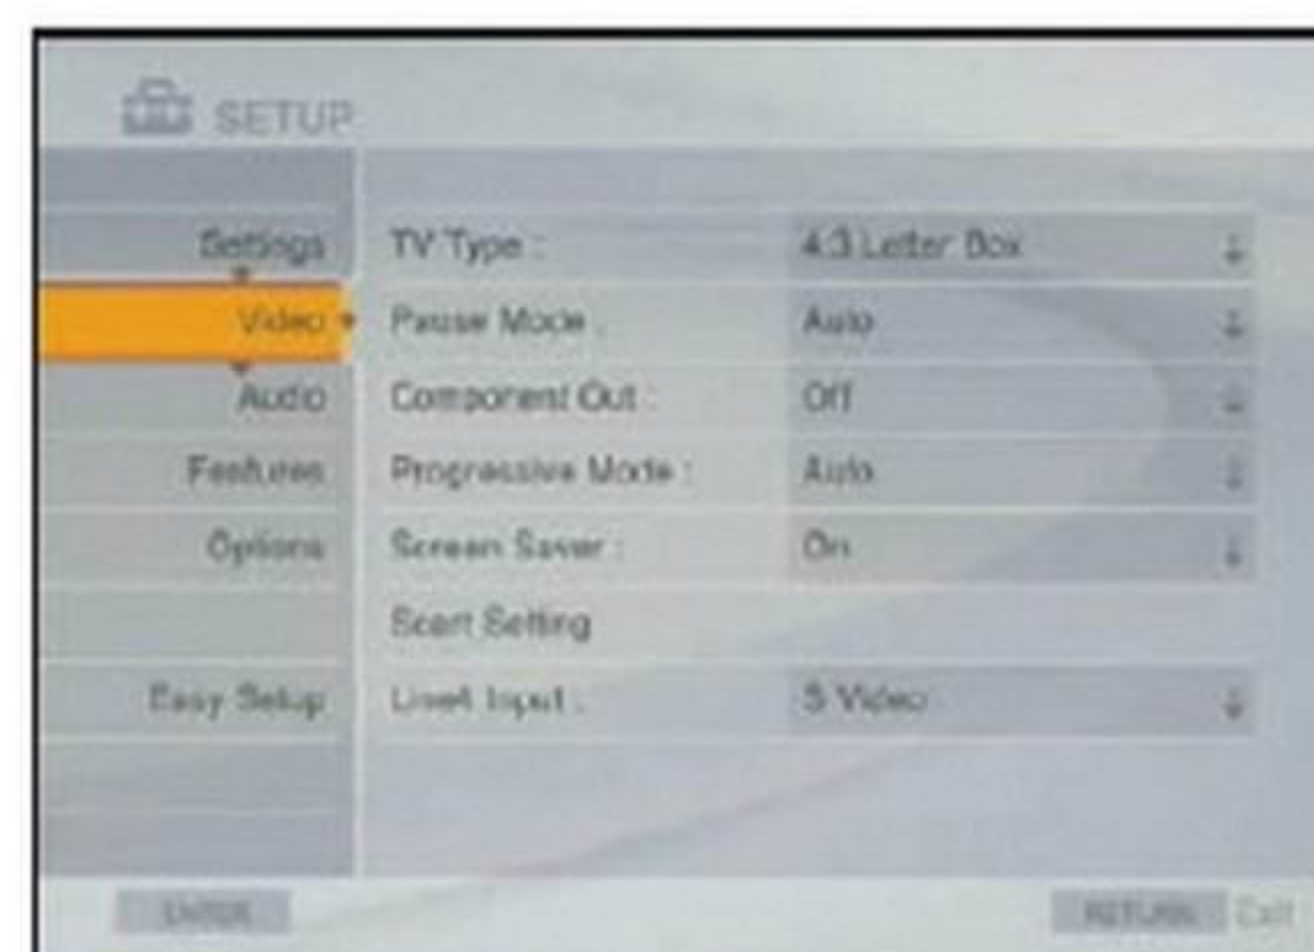 SETUP
Settings
TV Type : 4:3 Letter Box
Video
Pause Mode : Auto
Audio
Component Out : Off
Features
Progressive Mode : Auto
Options
Screen Saver : On
Scart Setting
Easy Setup
Line4 Input : S Video
ENTER
RETURN Exit